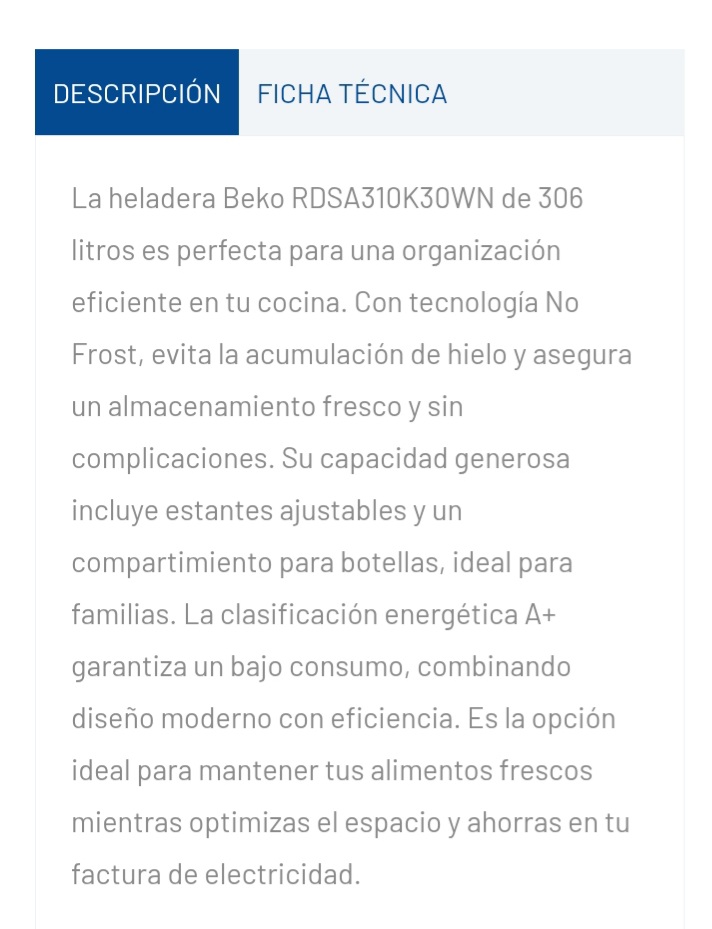 DESCRIPCIÓN FICHA TÉCNICA
La heladera Beko RDSA310K30WN de 306
litros es perfecta para una organización
eficiente en tu cocina. Con tecnología No
Frost, evita la acumulación de hielo y asegura
un almacenamiento fresco y sin
complicaciones. Su capacidad generosa
incluye estantes ajustables y un
compartimiento para botellas, ideal para
familias. La clasificación energética A+
garantiza un bajo consumo, combinando
diseño moderno con eficiencia. Es la opción
ideal para mantener tus alimentos frescos
mientras optimizas el espacio y ahorras en tu
factura de electricidad.